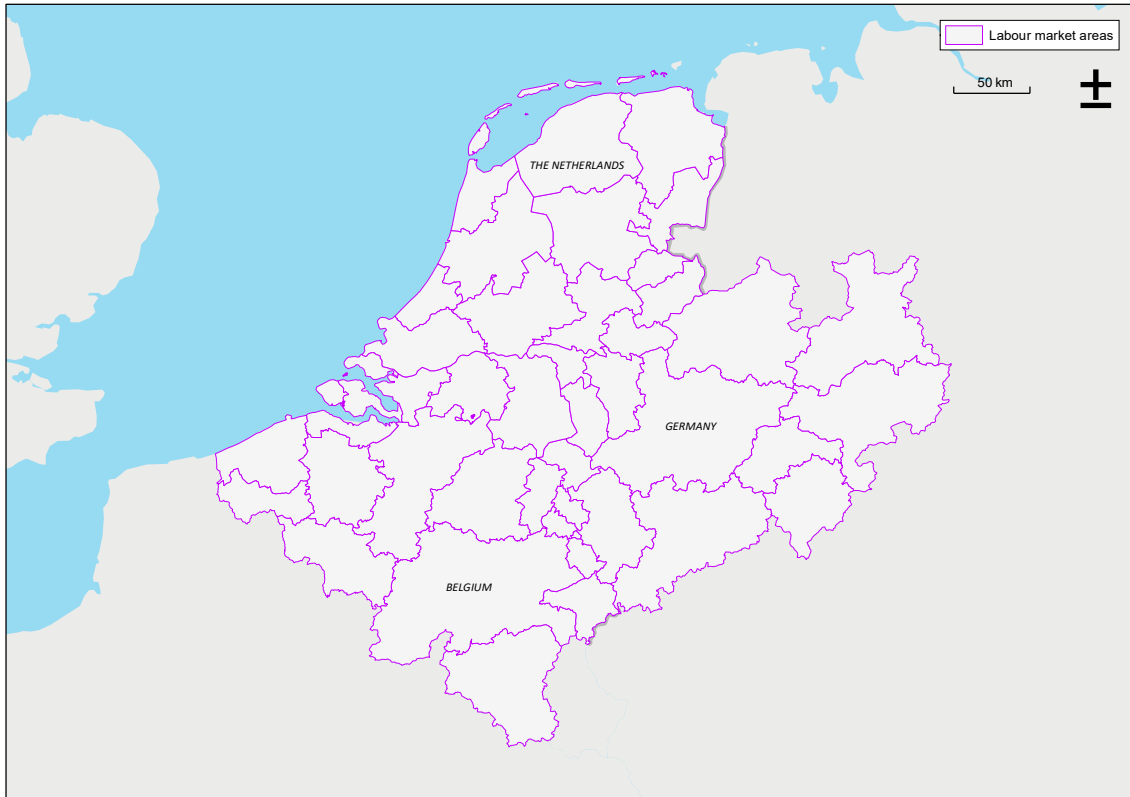 Labour market areas
50 km
±
THE NETHERLANDS
GERMANY
BELGIUM